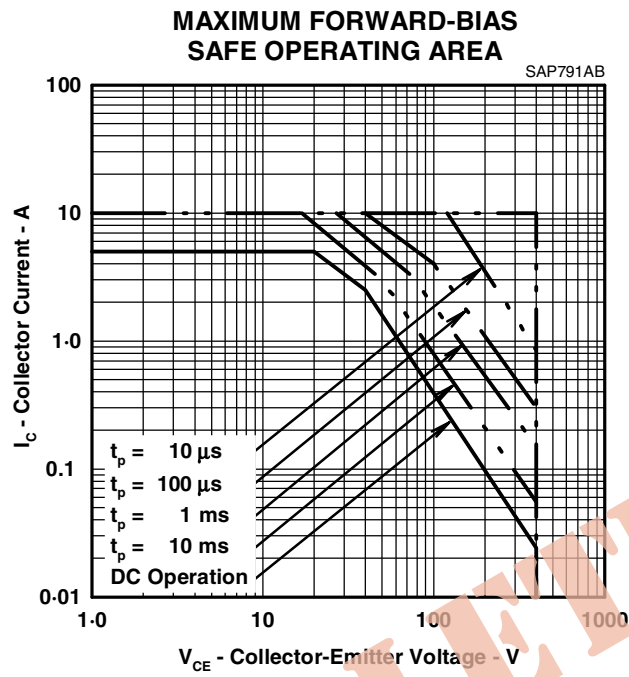 MAXIMUM FORWARD-BIAS
SAFE OPERATING AREA
SAP791AB
100
10
1.0
0.1
0·01
I_C - Collector Current - A
t_p = 10 µs
t_p = 100 µs
t_p = 1 ms
t_p = 10 ms
DC Operation
1·0
10
100
1000
V_CE - Collector-Emitter Voltage - V
LET